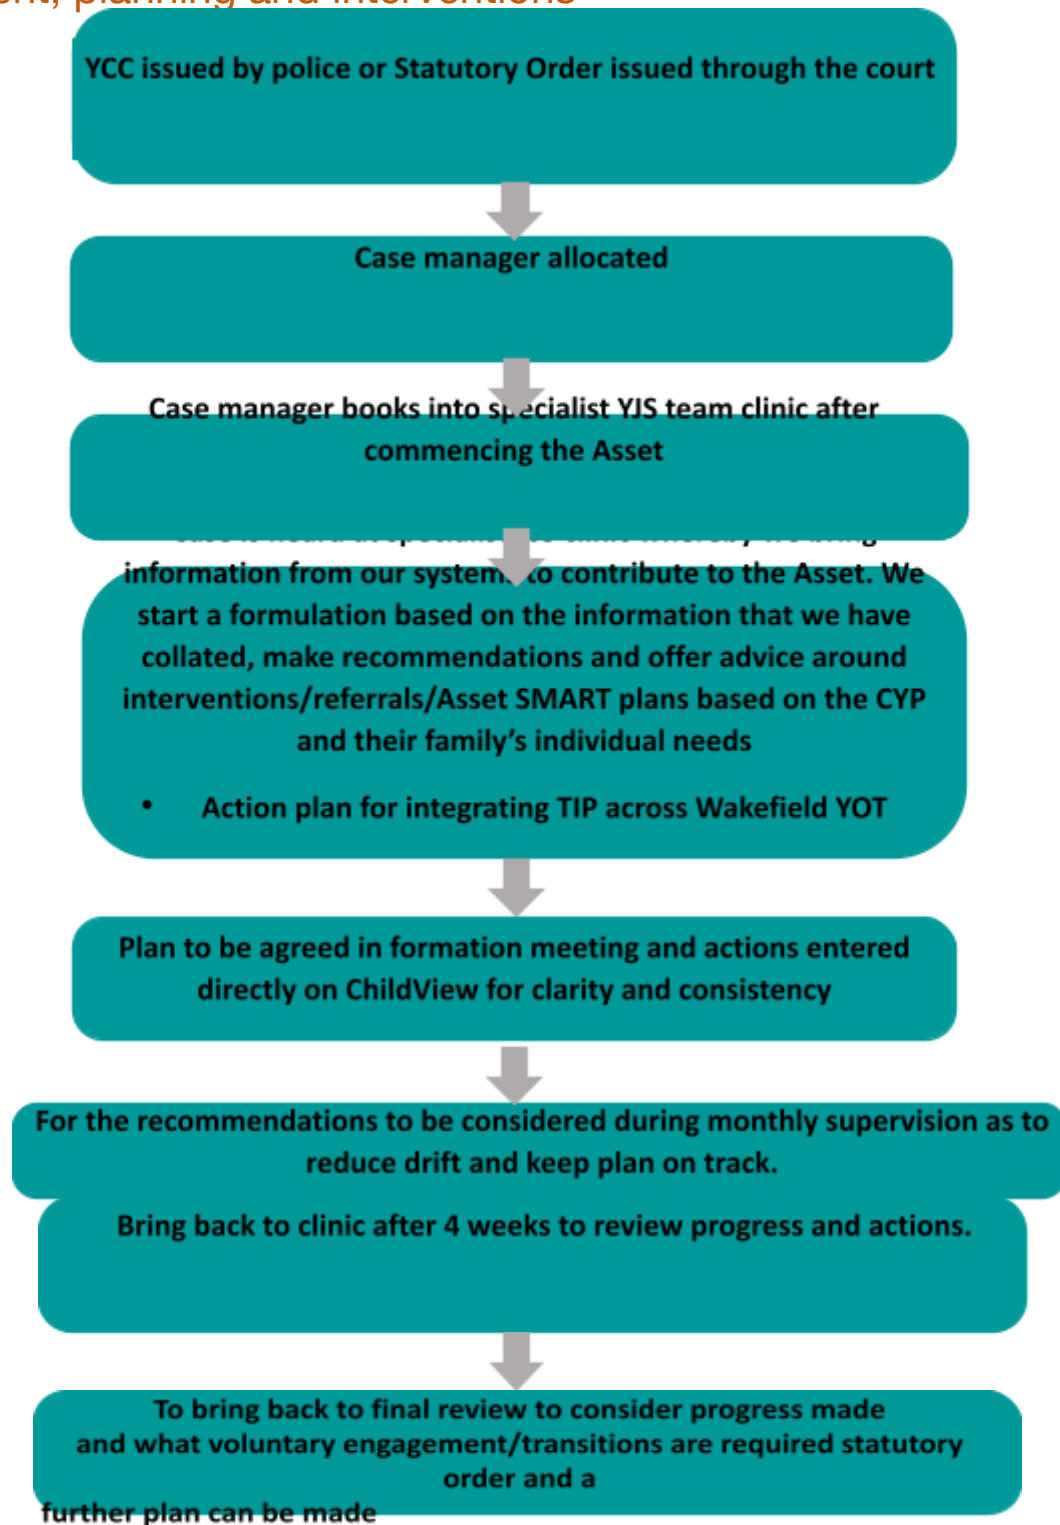 planning and interventions
YCC issued by police or Statutory Order issued through the court
Case manager allocated
Case manager books into specialist YJS team clinic after
commencing the Asset
information from our systems to contribute to the Asset. We
start a formulation based on the information that we have
collated, make recommendations and offer advice around
interventions/referrals/Asset SMART plans based on the CYP
and their family's individual needs
• Action plan for integrating TIP across Wakefield YOT
Plan to be agreed in formation meeting and actions entered
directly on ChildView for clarity and consistency
For the recommendations to be considered during monthly supervision as to
reduce drift and keep plan on track.
Bring back to clinic after 4 weeks to review progress and actions.
To bring back to final review to consider progress made
and what voluntary engagement/transitions are required statutory
order and a
further plan can be made